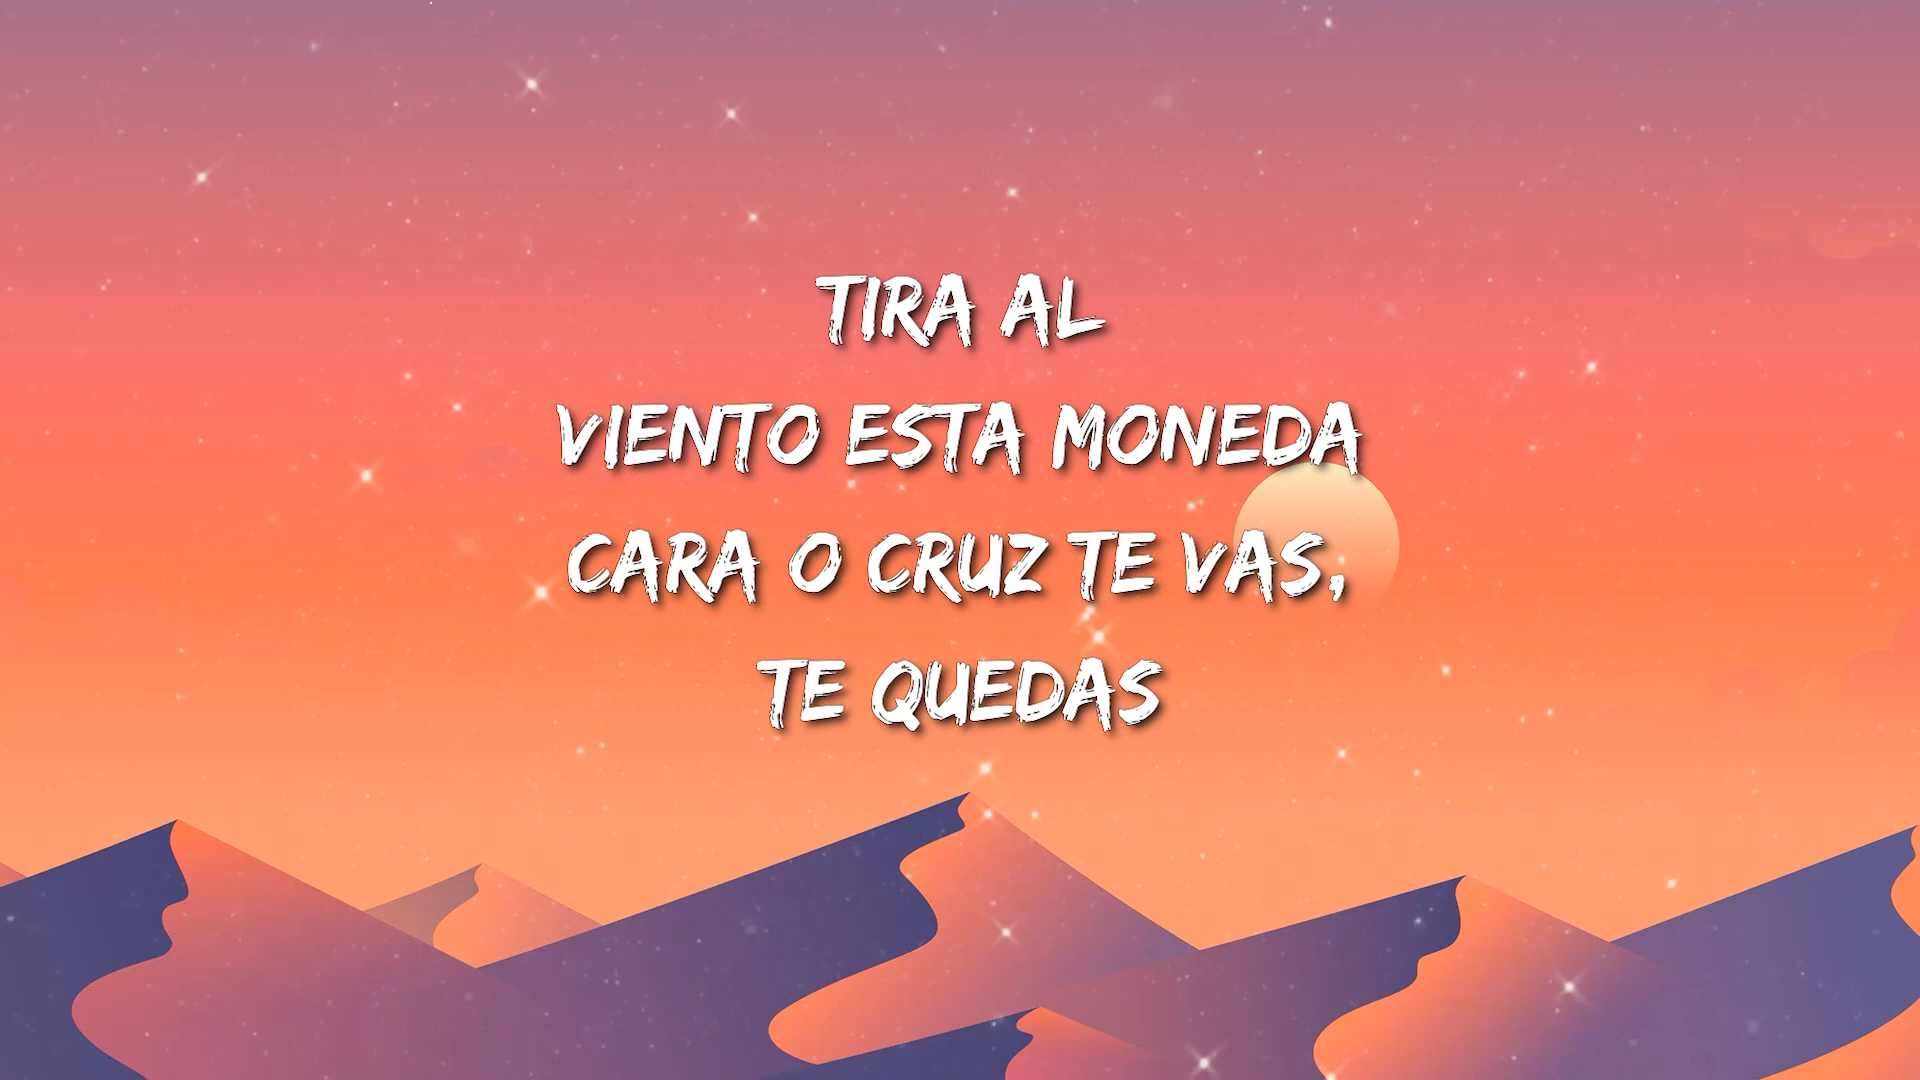 TIRA AL
VIENTO ESTA MONEDA
CARA O CRUZ TE VAS,
TE QUEDAS